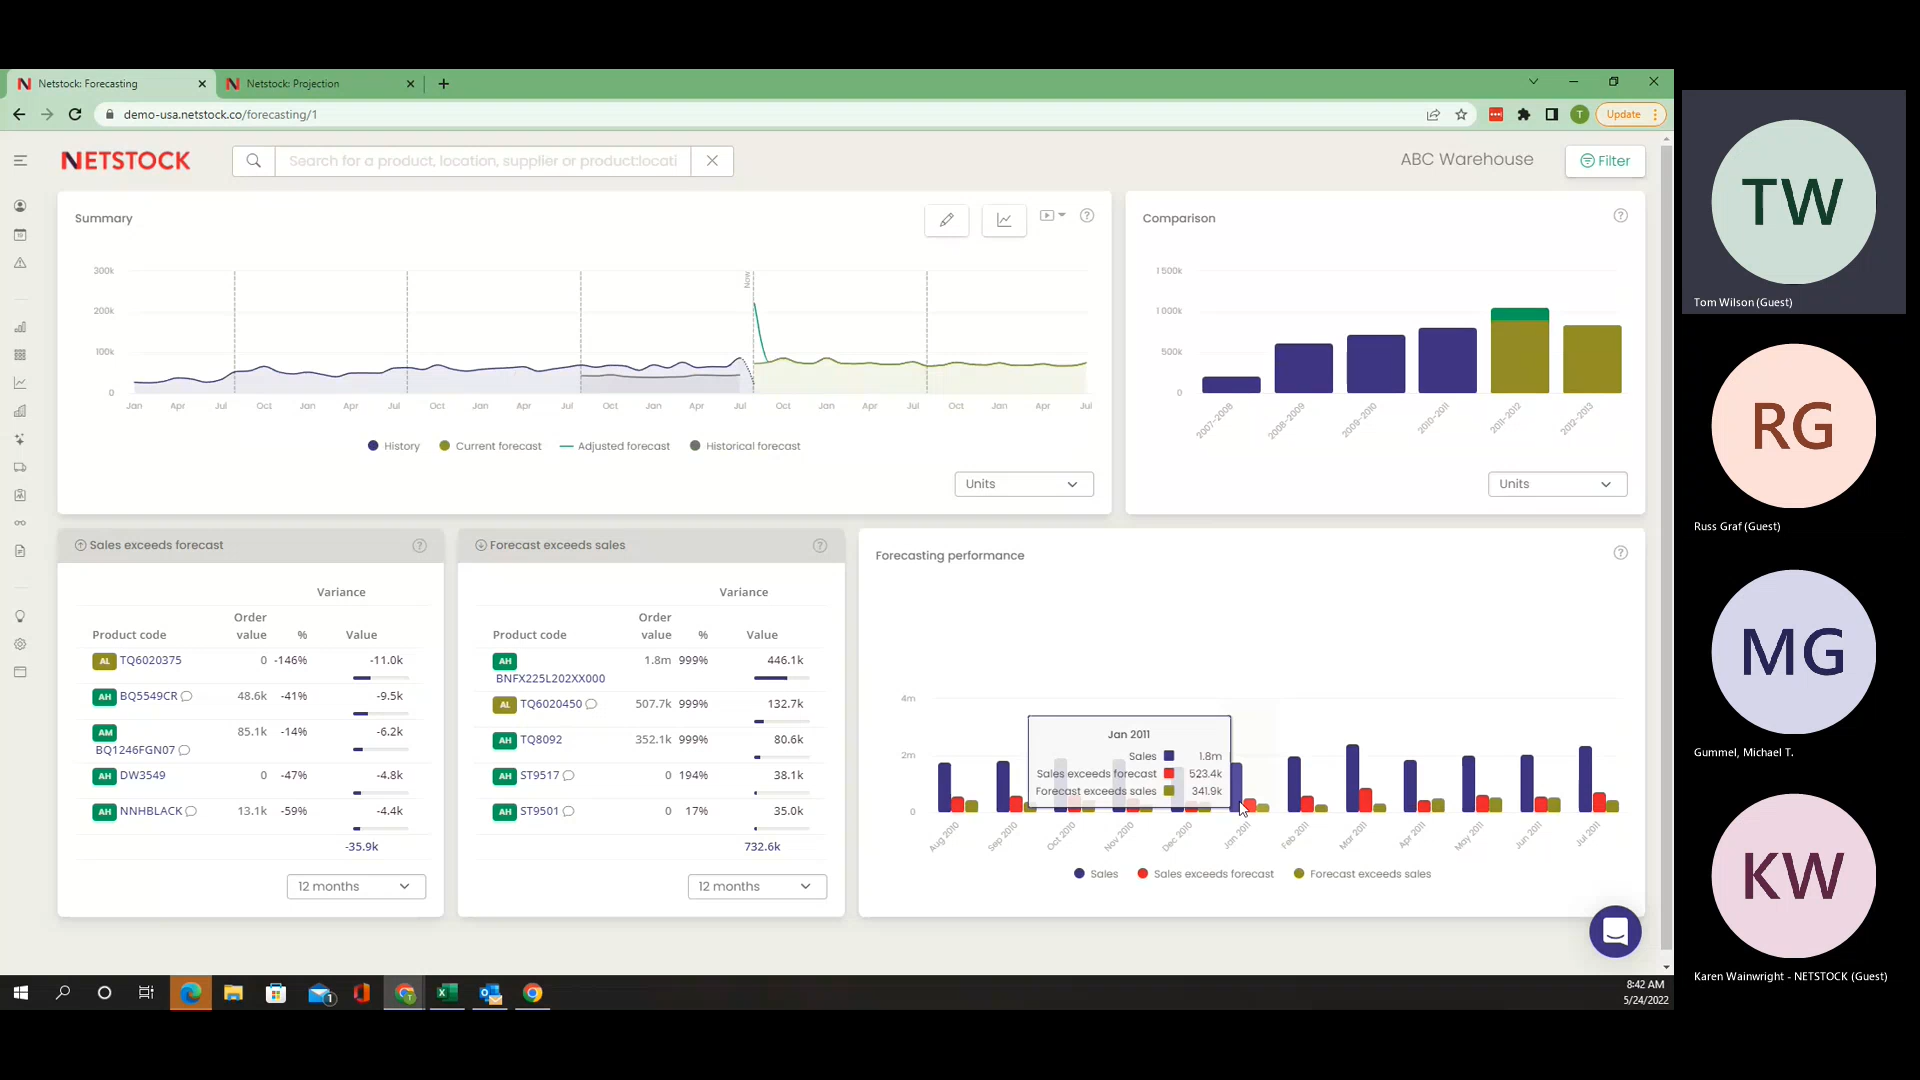 Netstock: Forecasting
Netstock: Projection
demo-usa.netstock.co/forecasting/1
T
Update
NETSTOCK
Search for a product, location, supplier or product:locati
ABC Warehouse
Filter
Summary
300k
200k
100k
0
Now
Jan Apr Jul Oct Jan Apr Jul Oct Jan Apr Jul Oct Jan Apr Jul Oct Jan Apr Jul Oct Jan Apr Jul
History
Current forecast
Adjusted forecast
Historical forecast
Units
Comparison
1 500k
1 000k
500k
0
2007-2008
2008-2009
2009-2010
2010-2011
2011-2012
2012-2013
Units
Sales exceeds forecast
Variance
Product code Order value % Value
AL TQ6020375 0 -146% -11.0k
AH BQ5549CR 48.6k -41% -9.5k
AM BQ1246FGN07 85.1k -14% -6.2k
AH DW3549 0 -47% -4.8k
AH NNHBLACK 13.1k -59% -4.4k
-35.9k
12 months
Forecast exceeds sales
Variance
Product code Order value % Value
AH BNFX225L202XX000 1.8m 999% 446.1k
AL TQ6020450 507.7k 999% 132.7k
AH TQ8092 352.1k 999% 80.6k
AH ST9517 0 194% 38.1k
AH ST9501 0 17% 35.0k
732.6k
12 months
Forecasting performance
4m
2m
0
Jan 2011
Sales 1.8m
Sales exceeds forecast 523.4k
Forecast exceeds sales 341.9k
Aug 2010
Sep 2010
Oct 2010
Nov 2010
Dec 2010
Jan 2011
Feb 2011
Mar 2011
Apr 2011
May 2011
Jun 2011
Jul 2011
Sales
Sales exceeds forecast
Forecast exceeds sales
1
8:42 AM
5/24/2022
TW
Tom Wilson (Guest)
RG
Russ Graf (Guest)
MG
Gummel, Michael T.
KW
Karen Wainwright - NETSTOCK (Guest)